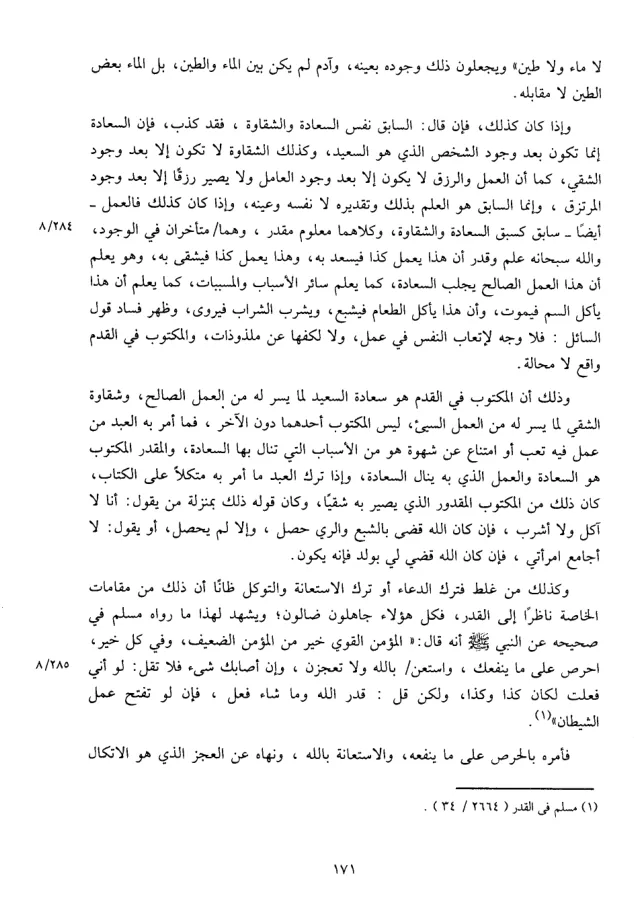 لا ماء ولا طين» ويجعلون ذلك وجوده بعينه، وآدم لم يكن بين الماء والطين، بل الماء بعض
الطين لا مقابله.
وإذا كان كذلك، فإن قال: السابق نفس السعادة والشقاوة ، فقد كذب، فإن السعادة
إنما تكون بعد وجود الشخص الذي هو السعيد، وكذلك الشقاوة لا تكون إلا بعد وجود
الشقي، كما أن العمل والرزق لا يكون إلا بعد وجود العامل ولا يصير رزقًا إلا بعد وجود
المرتزق ، وإنما السابق هو العلم بذلك وتقديره لا نفسه وعينه، وإذا كان كذلك فالعمل ـ
أيضًا ـ سابق كسبق السعادة والشقاوة، وكلاهما معلوم مقدر ، وهما/ متأخران في الوجود،
٨/٢٨٤
والله سبحانه علم وقدر أن هذا يعمل كذا فيسعد به، وهذا يعمل كذا فيشقى به، وهو يعلم
أن هذا العمل الصالح يجلب السعادة، كما يعلم سائر الأسباب والمسببات، كما يعلم أن هذا
يأكل السم فيموت، وأن هذا يأكل الطعام فيشبع، ويشرب الشراب فيروى، وظهر فساد قول
السائل : فلا وجه لإتعاب النفس في عمل، ولا لكفها عن ملذوذات، والمكتوب في القدم
واقع لا محالة.
وذلك أن المكتوب في القدم هو سعادة السعيد لما يسر له من العمل الصالح، وشقاوة
الشقي لما يسر له من العمل السيئ، ليس المكتوب أحدهما دون الآخر ، فما أمر به العبد من
عمل فيه تعب أو امتناع عن شهوة هو من الأسباب التي تنال بها السعادة، والمقدر المكتوب
هو السعادة والعمل الذي به ينال السعادة، وإذا ترك العبد ما أمر به متكلاً على الكتاب،
كان ذلك من المكتوب المقدور الذي يصير به شقيًا، وكان قوله ذلك بمنزلة من يقول: أنا لا
آكل ولا أشرب ، فإن كان الله قضى بالشبع والري حصل ، وإلا لم يحصل، أو يقول: لا
أجامع امرأتي ، فإن كان الله قضي لي بولد فإنه يكون.
وكذلك من غلط فترك الدعاء أو ترك الاستعانة والتوكل ظانًا أن ذلك من مقامات
الخاصة ناظرًا إلى القدر، فكل هؤلاء جاهلون ضالون؛ ويشهد لهذا ما رواه مسلم في
صحيحه عن النبي ﷺ أنه قال:« المؤمن القوي خير من المؤمن الضعيف، وفي كل خير،
احرص على ما ينفعك ، واستعن/ بالله ولا تعجزن ، وإن أصابك شىء فلا تقل: لو أني
٨/٢٨٥
فعلت لكان كذا وكذا، ولكن قل : قدر الله وما شاء فعل ، فإن لو تفتح عمل
الشيطان»(١).
فأمره بالحرص على ما ينفعه، والاستعانة بالله ، ونهاه عن العجز الذي هو الاتكال
(١) مسلم فى القدر ( ٢٦٦٤ / ٣٤ ) .
١٧١